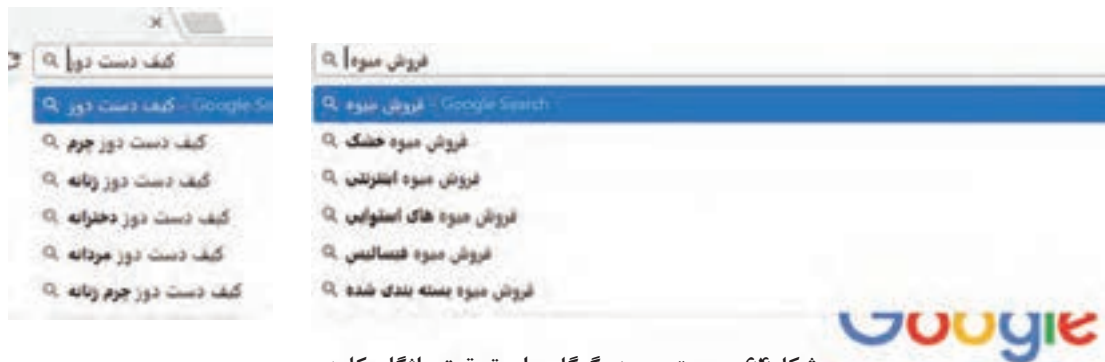 کیف دست دوز
کیف دست دوز - Google Se
کیف دست دوز چرم
کیف دست دوز زنانه
کیف دست دوز دخترانه
کیف دست دوز مردانه
کیف دست دوز چرم زنانه
فروش میوه
فروش میوه - Google Search
فروش میوه خشک
فروش میوه اینترنتی
فروش میوه های استوایی
فروش میوه فیسالیس
فروش میوه بسته بندی شده
Google